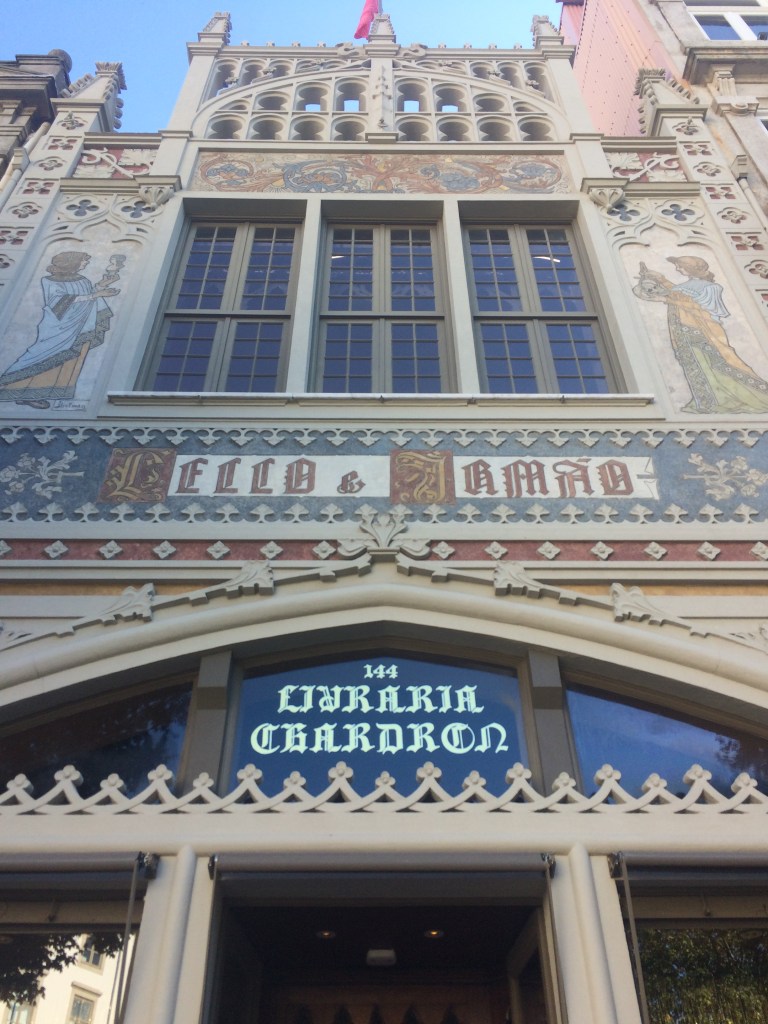 Lello & Irmão
144
Livraria
Chardron